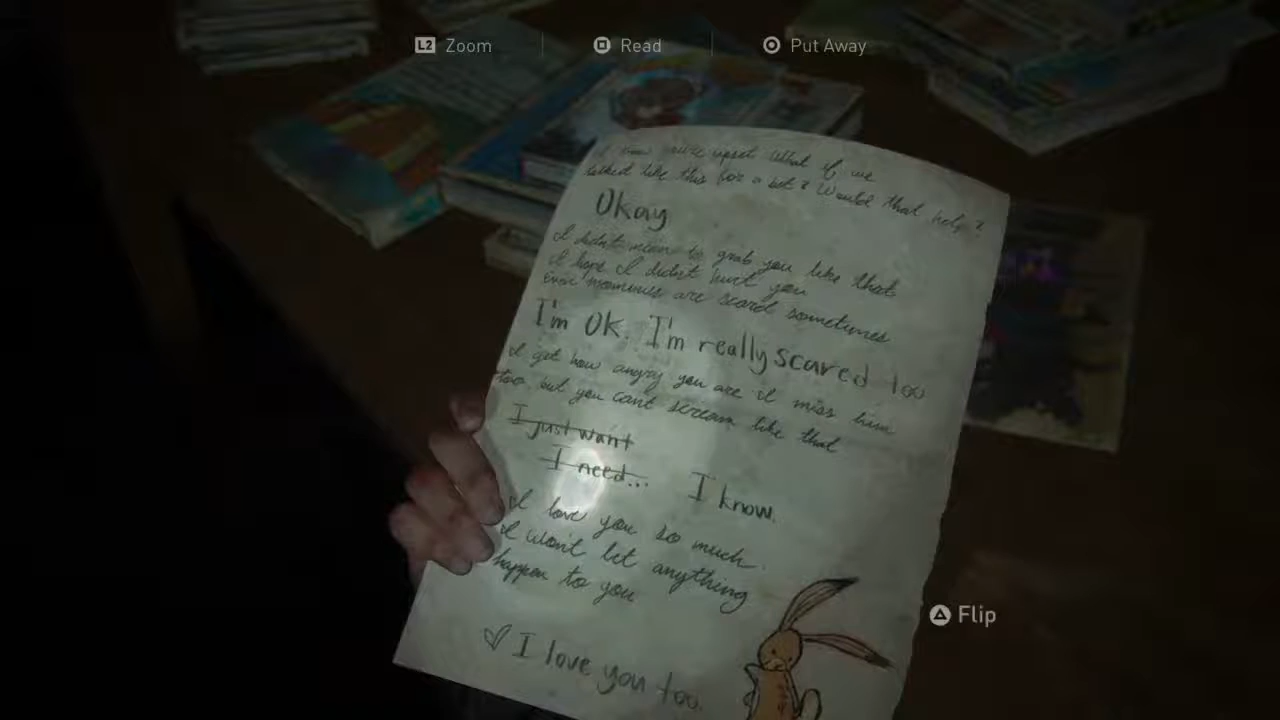 L2 Zoom
Read
Put Away
I know you're upset what if we
talked like this for a bit? Would that help?
Okay
I didn't mean to grab you like that
I hope I didn't hurt you
Even mommies are scared sometimes
I'm OK. I'm really scared too
I get how angry you are I miss him
too, but you cant scream like that
I just want
I need...
I know.
I love you so much.
I won't let anything
happen to you
Flip
I love you too.